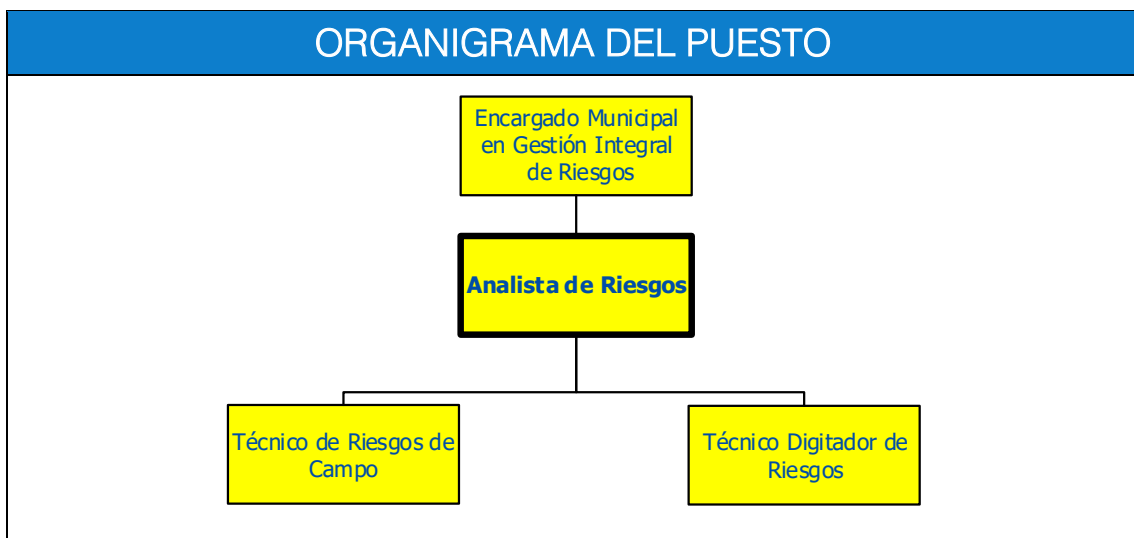 ORGANIGRAMA DEL PUESTO
Encargado Municipal
en Gestión Integral
de Riesgos
Analista de Riesgos
Técnico de Riesgos de
Campo
Técnico Digitador de
Riesgos